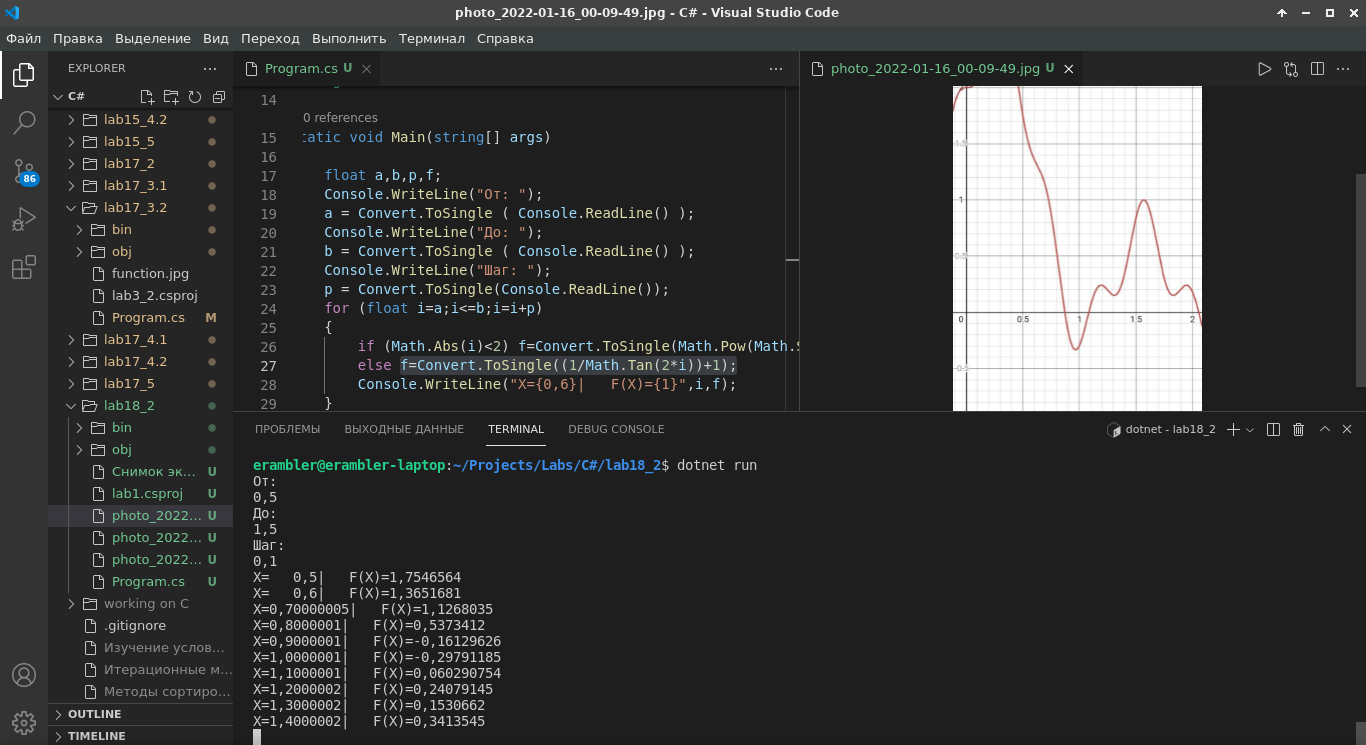 photo_2022-01-16_00-09-49.jpg - C# - Visual Studio Code
Файл Правка Выделение Вид Переход Выполнить Терминал Справка
EXPLORER
C#
lab15_4.2
lab15_5
lab17_2
lab17_3.1
lab17_3.2
bin
obj
function.jpg
lab3_2.csproj
Program.cs M
lab17_4.1
lab17_4.2
lab17_5
lab18_2
bin
obj
Снимок эк... U
lab1.csproj U
photo_2022... U
photo_2022... U
photo_2022... U
Program.cs U
working on C
.gitignore
Изучение услов...
Итерационные м...
Методы сортиро...
OUTLINE
TIMELINE
86
Program.cs U
14
0 references
15 tatic void Main(string[] args)
16
17 float a,b,p,f;
18 Console.WriteLine("От: ");
19 a = Convert.ToSingle ( Console.ReadLine() );
20 Console.WriteLine("До: ");
21 b = Convert.ToSingle ( Console.ReadLine() );
22 Console.WriteLine("Шаг: ");
23 p = Convert.ToSingle(Console.ReadLine());
24 for (float i=a;i<=b;i=i+p)
25 {
26 if (Math.Abs(i)<2) f=Convert.ToSingle(Math.Pow(Math.S
27 else f=Convert.ToSingle((1/Math.Tan(2*i))+1);
28 Console.WriteLine("X={0,6}|   F(X)={1}",i,f);
29 }
photo_2022-01-16_00-09-49.jpg U
1.5
1
0.5
0 0.5 1 1.5 2
-0.5
ПРОБЛЕМЫ ВЫХОДНЫЕ ДАННЫЕ TERMINAL DEBUG CONSOLE
dotnet - lab18_2
erambler@erambler-laptop:~/Projects/Labs/C#/lab18_2$ dotnet run
От:
0,5
До:
1,5
Шаг:
0,1
X=   0,5|   F(X)=1,7546564
X=   0,6|   F(X)=1,3651681
X=0,70000005|   F(X)=1,1268035
X=0,8000001|   F(X)=0,5373412
X=0,9000001|   F(X)=-0,16129626
X=1,0000001|   F(X)=-0,29791185
X=1,1000001|   F(X)=0,060290754
X=1,2000002|   F(X)=0,24079145
X=1,3000002|   F(X)=0,1530662
X=1,4000002|   F(X)=0,3413545